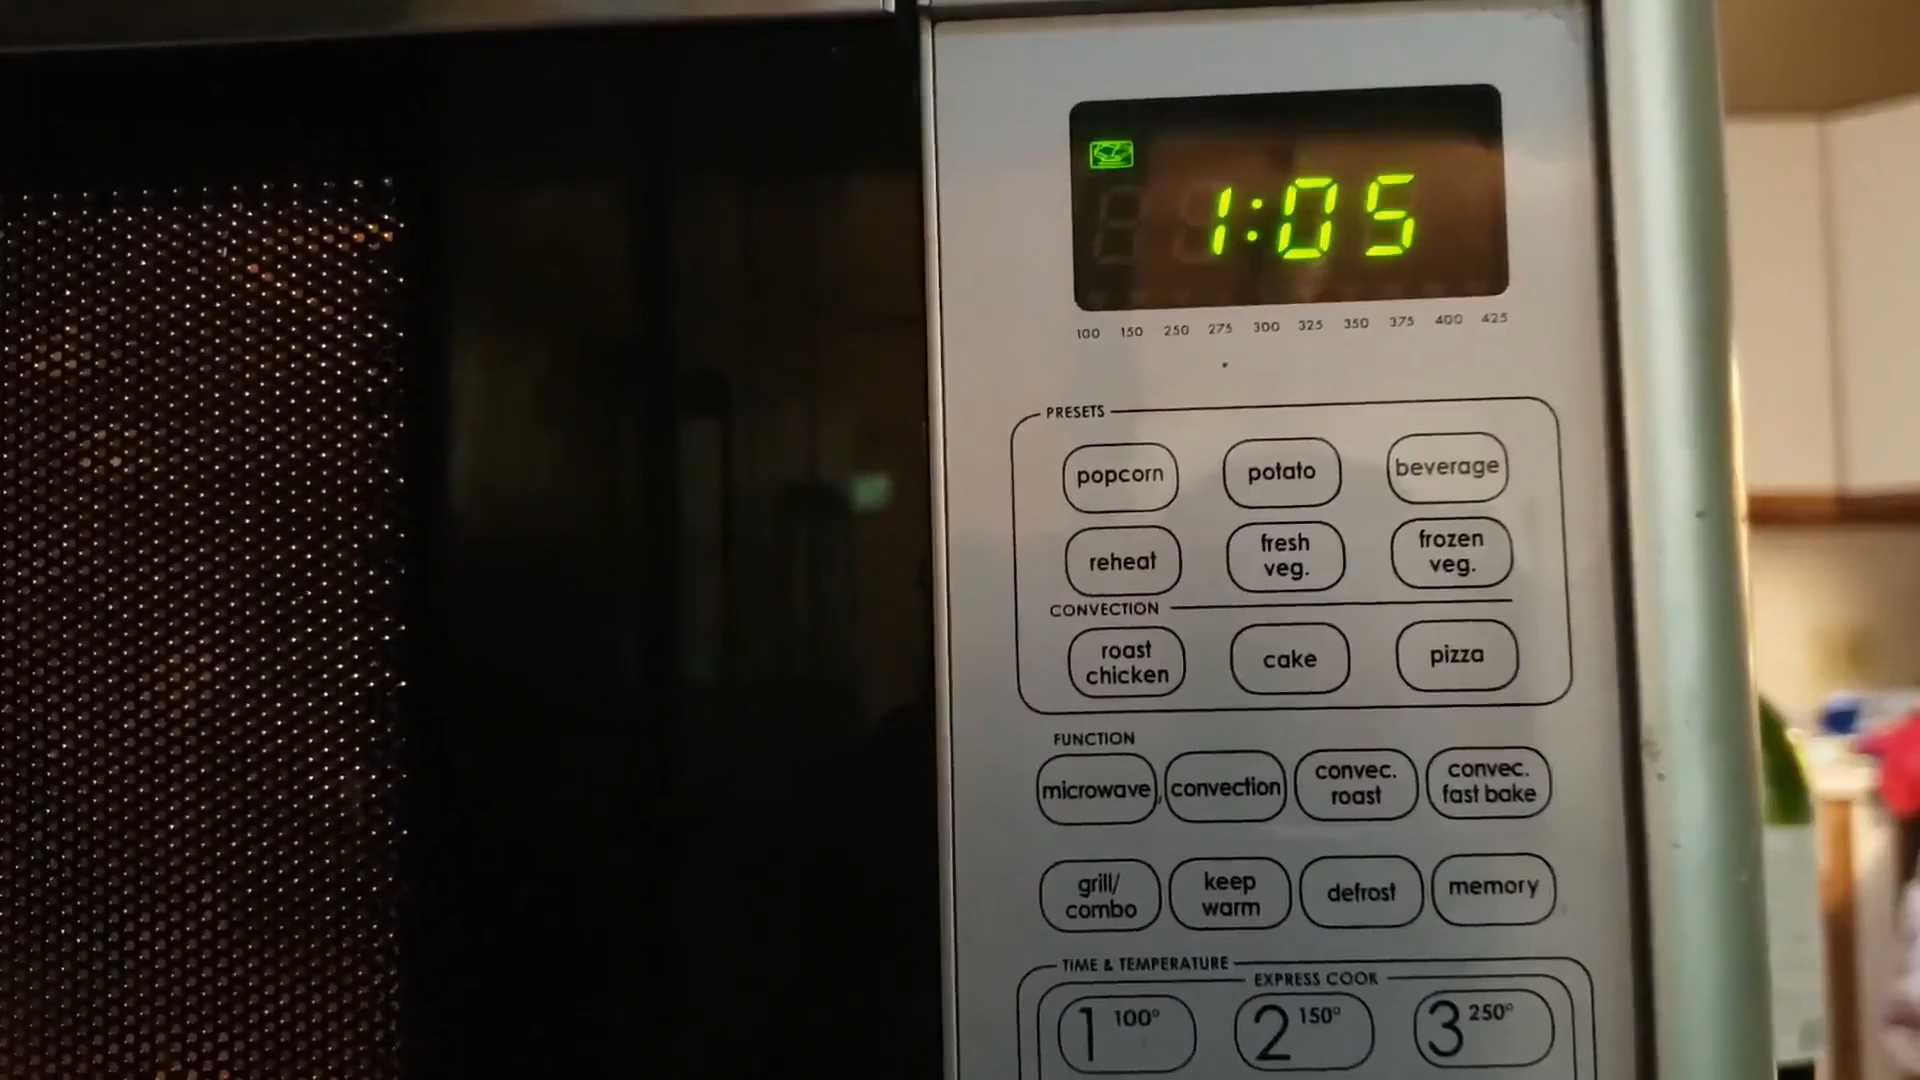 1:05
100 150 250 275 300 325 350 375 400 425
PRESETS
popcorn
potato
beverage
reheat
fresh
veg.
frozen
veg.
CONVECTION
roast
chicken
cake
pizza
FUNCTION
microwave
convection
convec.
roast
convec.
fast bake
grill/
combo
keep
warm
defrost
memory
TIME & TEMPERATURE
EXPRESS COOK
1 100°
2 150°
3 250°